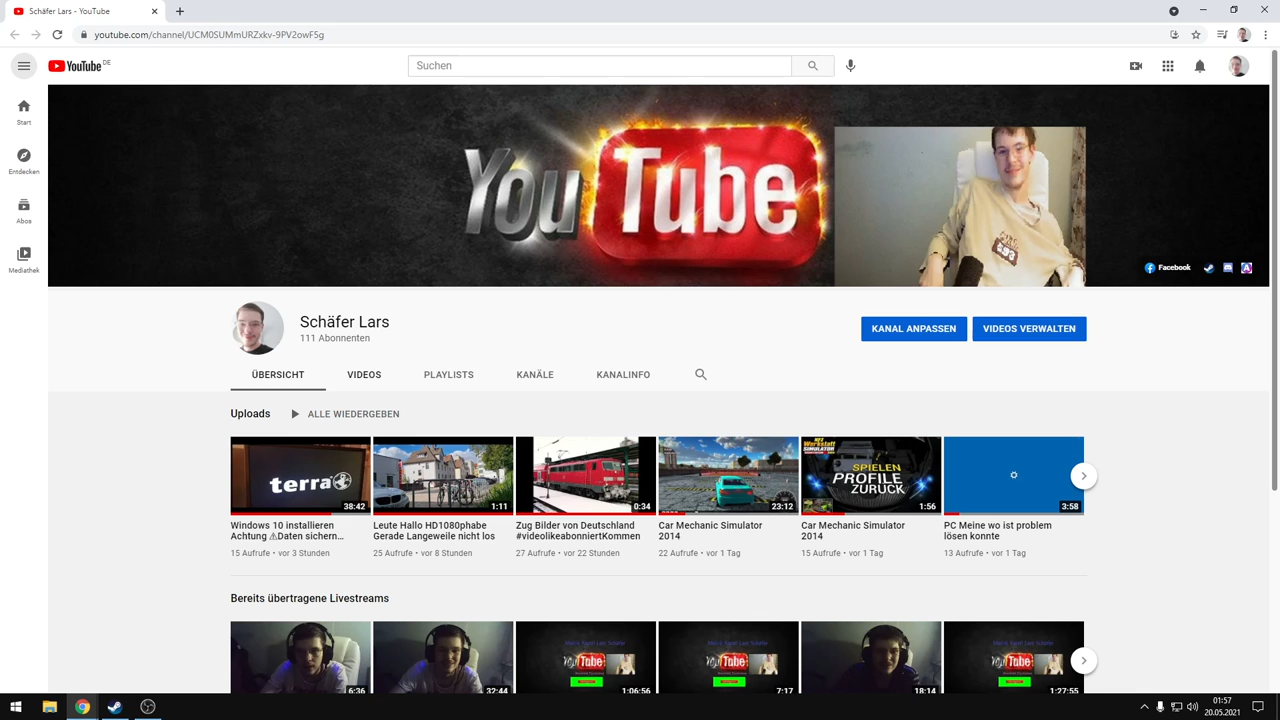 Schäfer Lars - YouTube
youtube.com/channel/UCM0SUMmURZxkv-9PV2owF5g
YouTube DE
Suchen
Start
Entdecken
Abos
Mediathek
YouTube
Facebook
Schäfer Lars
111 Abonnenten
KANAL ANPASSEN
VIDEOS VERWALTEN
ÜBERSICHT VIDEOS PLAYLISTS KANÄLE KANALINFO
Uploads ALLE WIEDERGEBEN
terra
KFZ Werkstatt SIMULATOR
SPIELEN
PROFILE
ZURÜCK
38:42 1:11 0:34 23:12 1:56 3:58
Windows 10 installieren
Achtung ⚠Daten sichern...
15 Aufrufe • vor 3 Stunden
Leute Hallo HD1080phabe
Gerade Langeweile nicht los
25 Aufrufe • vor 8 Stunden
Zug Bilder von Deutschland
#videolikeabonniertKommen
27 Aufrufe • vor 22 Stunden
Car Mechanic Simulator
2014
22 Aufrufe • vor 1 Tag
Car Mechanic Simulator
2014
15 Aufrufe • vor 1 Tag
PC Meine wo ist problem
lösen konnte
13 Aufrufe • vor 1 Tag
Bereits übertragene Livestreams
YouTube
YouTube
YouTube
6:36 32:44 1:06:56 7:17 18:14 1:27:55
01:57
20.05.2021